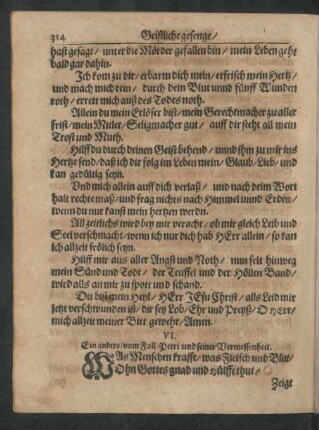 314 Geistliche gesenge/
hast gesagt/ unter die Mörder gefallen bin/ mein Leben geht
bald gar dahin.
Ich kom zu dir/ erbarm dich mein/ erfrisch mein Hertz/
und mach mich rein/ durch dein Blut unnd fünff Wunden
roth/ errett mich auß des Todes noth.
Allein du mein Erlöser bist/ mein Gerechtmacher zu aller
frist/ mein Mitler/ Seligmacher gut/ auff dir steht all mein
Trost und Muth.
Hilff du durch deinen Geist behend/ unnd ihm zu mir ins
Hertze send/ daß ich dir folg im Leben mein/ Glaub/ Lieb/ und
kan gedültig seyn.
Und mich allein auff dich verlaß/ und nach deim Wort
halt rechte maß/ und frag nichts nach Himmel unnd Erden/
wenn du nur kanst mein hertzen werdn.
All zeitlichs wird bey mir veracht/ ob mir gleich Leib und
Seel verschmacht/ wenn ich nur dich hab HErr allein/ so kan
ich allzeit frölich seyn.
Hilff mir aus aller Angst und Noth/ nun felt hinweg
mein Sünd und Todt/ der Teuffel und der Höllen Band/
wird alls an mir zu spott und schand.
Du bist mein Heyl/ HErr JEsu Christ/ alls Leid mir
jetzt verschwunden ist/ dir sey Lob/ Ehr und Preyß/ O HErr/
mich allzeit meiner Bitt gewehr/ Amen.
VI.
Ein anders/ vom Fall Petri und seiner Vermessenheit.
WAs Menschen krafft/ was Fleisch und Blut/
Ohn Gottes gnad und hülffe thut/
Zeigt